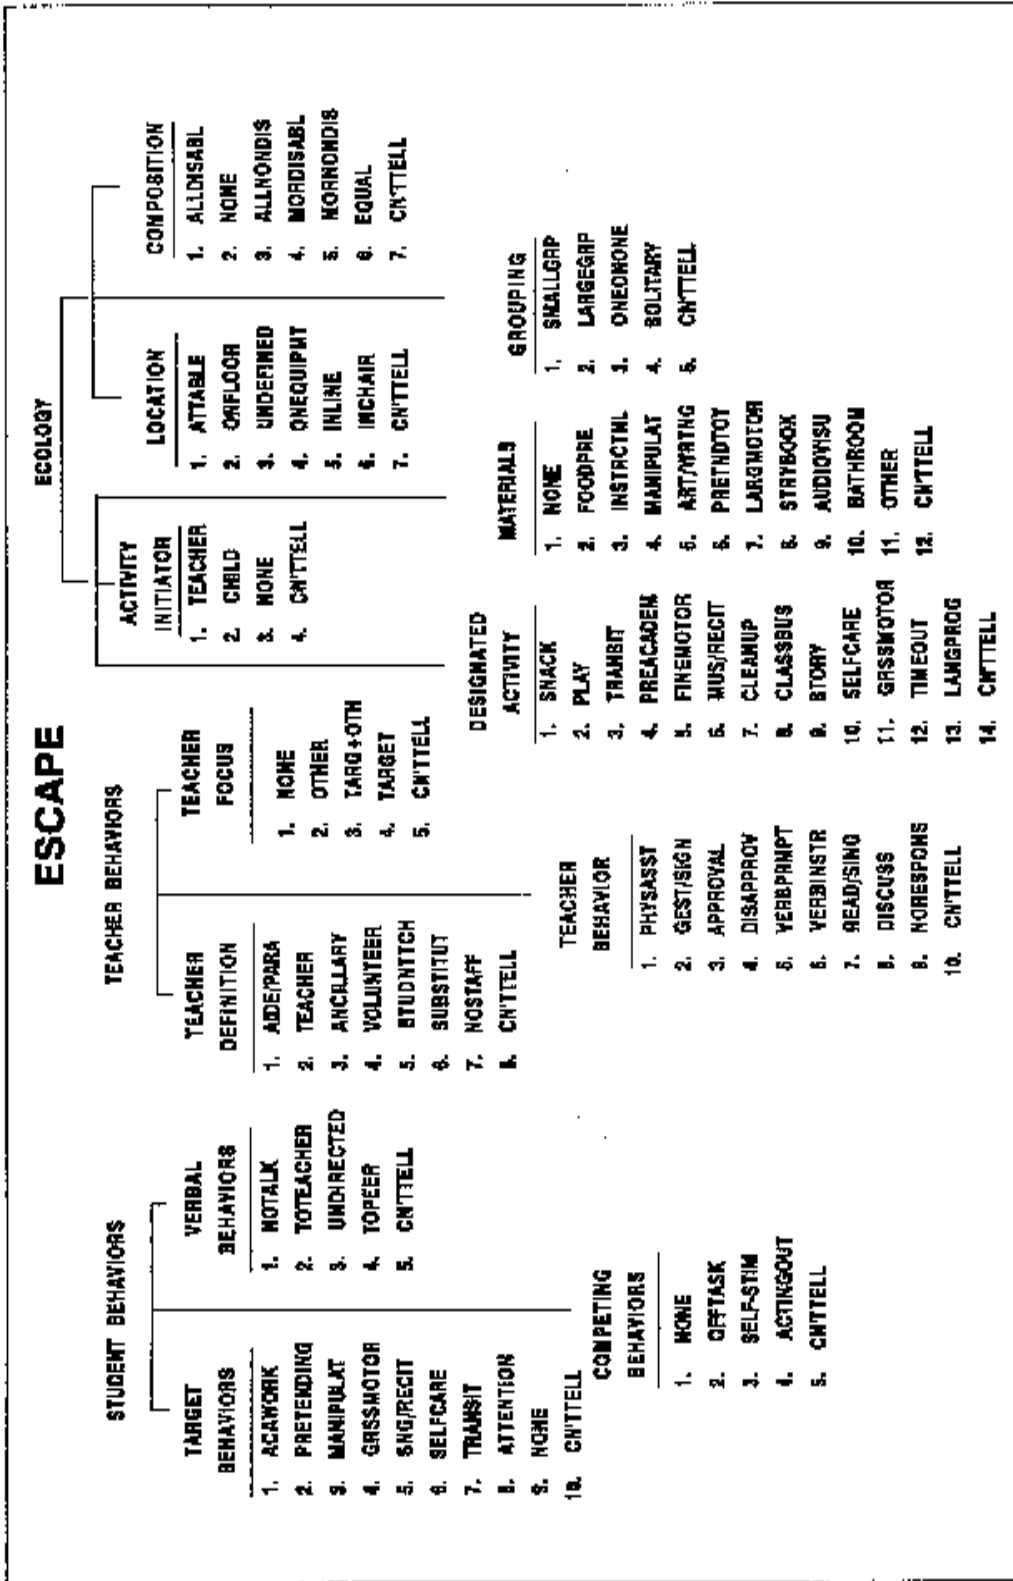 ESCAPE
STUDENT BEHAVIORS
TARGET
BEHAVIORS
1. ACAWORK
2. PRETENDING
3. MANIPULAT
4. GRSSMOTOR
5. SNG/RECIT
6. SELFCARE
7. TRANSIT
8. ATTENTION
9. NONE
10. CN'TTELL
VERBAL
BEHAVIORS
1. NOTALK
2. TOTEACHER
3. UNDIRECTED
4. TOPEER
5. CN'TTELL
COMPETING
BEHAVIORS
1. NONE
2. OFFTASK
3. SELF-STIM
4. ACTINGOUT
5. CN'TTELL
TEACHER BEHAVIORS
TEACHER
DEFINITION
1. AIDE/PARA
2. TEACHER
3. ANCILLARY
4. VOLUNTEER
5. STUDNTTCH
6. SUBSTITUT
7. NOSTAFF
8. CN'TTELL
TEACHER
FOCUS
1. NONE
2. OTHER
3. TARG+OTH
4. TARGET
5. CN'TTELL
TEACHER
BEHAVIOR
1. PHYSASST
2. GEST/SIGN
3. APPROVAL
4. DISAPPROV
5. VERBPRMPT
6. VERBINSTR
7. READ/SING
8. DISCUSS
9. NORESPONS
10. CN'TTELL
ECOLOGY
ACTIVITY
INITIATOR
1. TEACHER
2. CHILD
3. NONE
4. CN'TTELL
LOCATION
1. ATTABLE
2. ONFLOOR
3. UNDEFINED
4. ONEQUIPMT
5. INLINE
6. INCHAIR
7. CN'TTELL
COMPOSITION
1. ALLDISABL
2. NONE
3. ALLNONDIS
4. MORDISABL
5. MORNONDIS
6. EQUAL
7. CN'TTELL
DESIGNATED
ACTIVITY
1. SNACK
2. PLAY
3. TRANSIT
4. PREACADEM
5. FINEMOTOR
6. MUS/RECIT
7. CLEANUP
8. CLASSBUS
9. STORY
10. SELFCARE
11. GRSSMOTOR
12. TIMEOUT
13. LANGPROG
14. CN'TTELL
MATERIALS
1. NONE
2. FOODPRE
3. INSTRCTNL
4. MANIPULAT
5. ART/WRTNG
6. PRETNDTOY
7. LARGMOTOR
8. STRYBOOK
9. AUDIOVISU
10. BATHROOM
11. OTHER
12. CN'TTELL
GROUPING
1. SMALLGRP
2. LARGEGRP
3. ONEONONE
4. SOLITARY
5. CN'TTELL